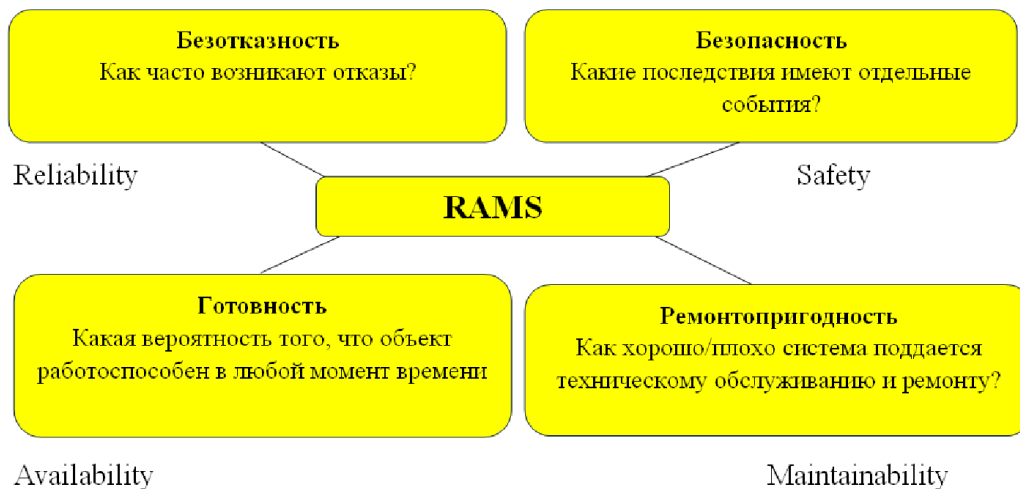 Безотказность
Как часто возникают отказы?
Безопасность
Какие последствия имеют отдельные
события?
Reliability
Safety
RAMS
Готовность
Какая вероятность того, что объект
работоспособен в любой момент времени
Ремонтопригодность
Как хорошо/плохо система поддается
техническому обслуживанию и ремонту?
Availability
Maintainability